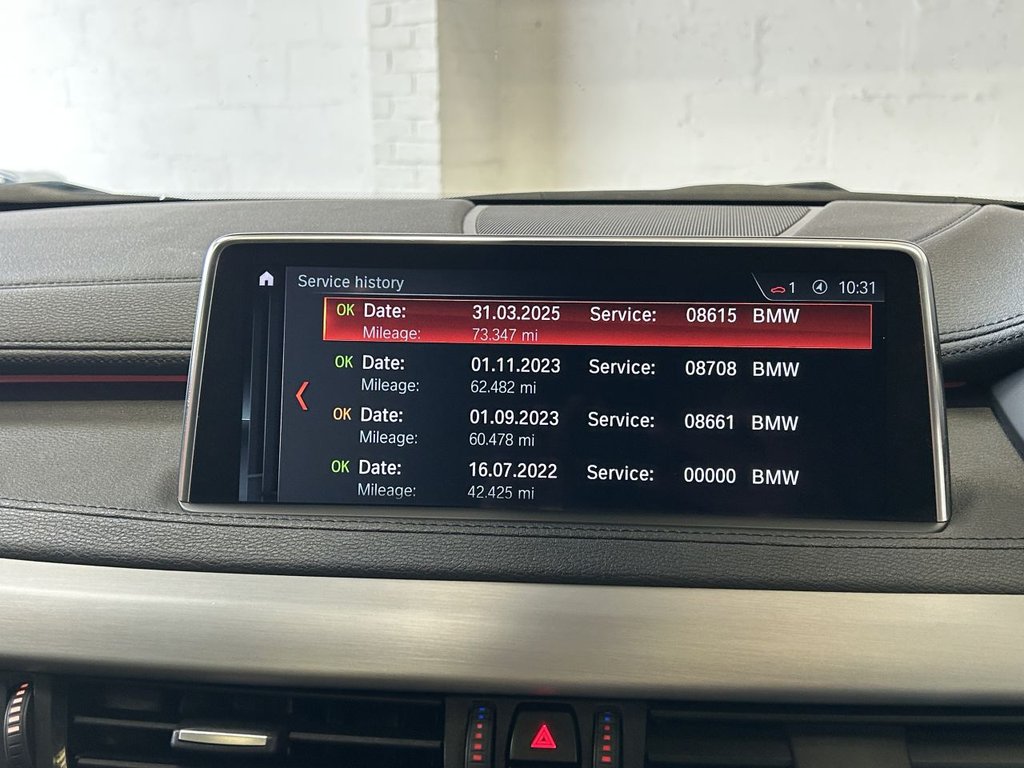 Service history 1 10:31
OK Date: 31.03.2025 Service: 08615 BMW
Mileage: 73.347 mi
OK Date: 01.11.2023 Service: 08708 BMW
Mileage: 62.482 mi
OK Date: 01.09.2023 Service: 08661 BMW
Mileage: 60.478 mi
OK Date: 16.07.2022 Service: 00000 BMW
Mileage: 42.425 mi